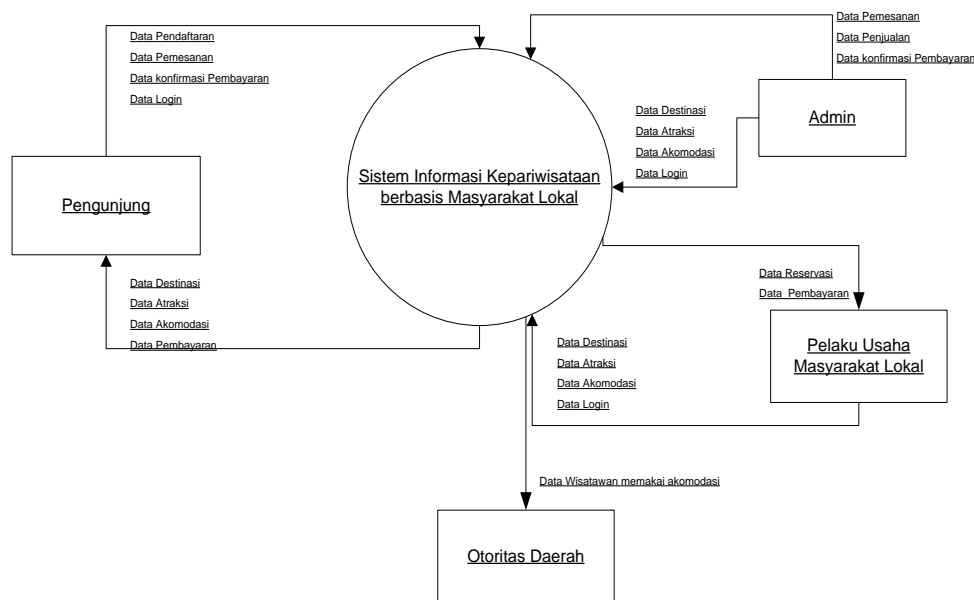 Data Pendaftaran
Data Pemesanan
Data konfirmasi Pembayaran
Data Login
Data Pemesanan
Data Penjualan
Data konfirmasi Pembayaran
Admin
Data Destinasi
Data Atraksi
Data Akomodasi
Data Login
Sistem Informasi Kepariwisataan
berbasis Masyarakat Lokal
Pengunjung
Data Destinasi
Data Atraksi
Data Akomodasi
Data Pembayaran
Data Reservasi
Data Pembayaran
Pelaku Usaha
Masyarakat Lokal
Data Destinasi
Data Atraksi
Data Akomodasi
Data Login
Data Wisatawan memakai akomodasi
Otoritas Daerah